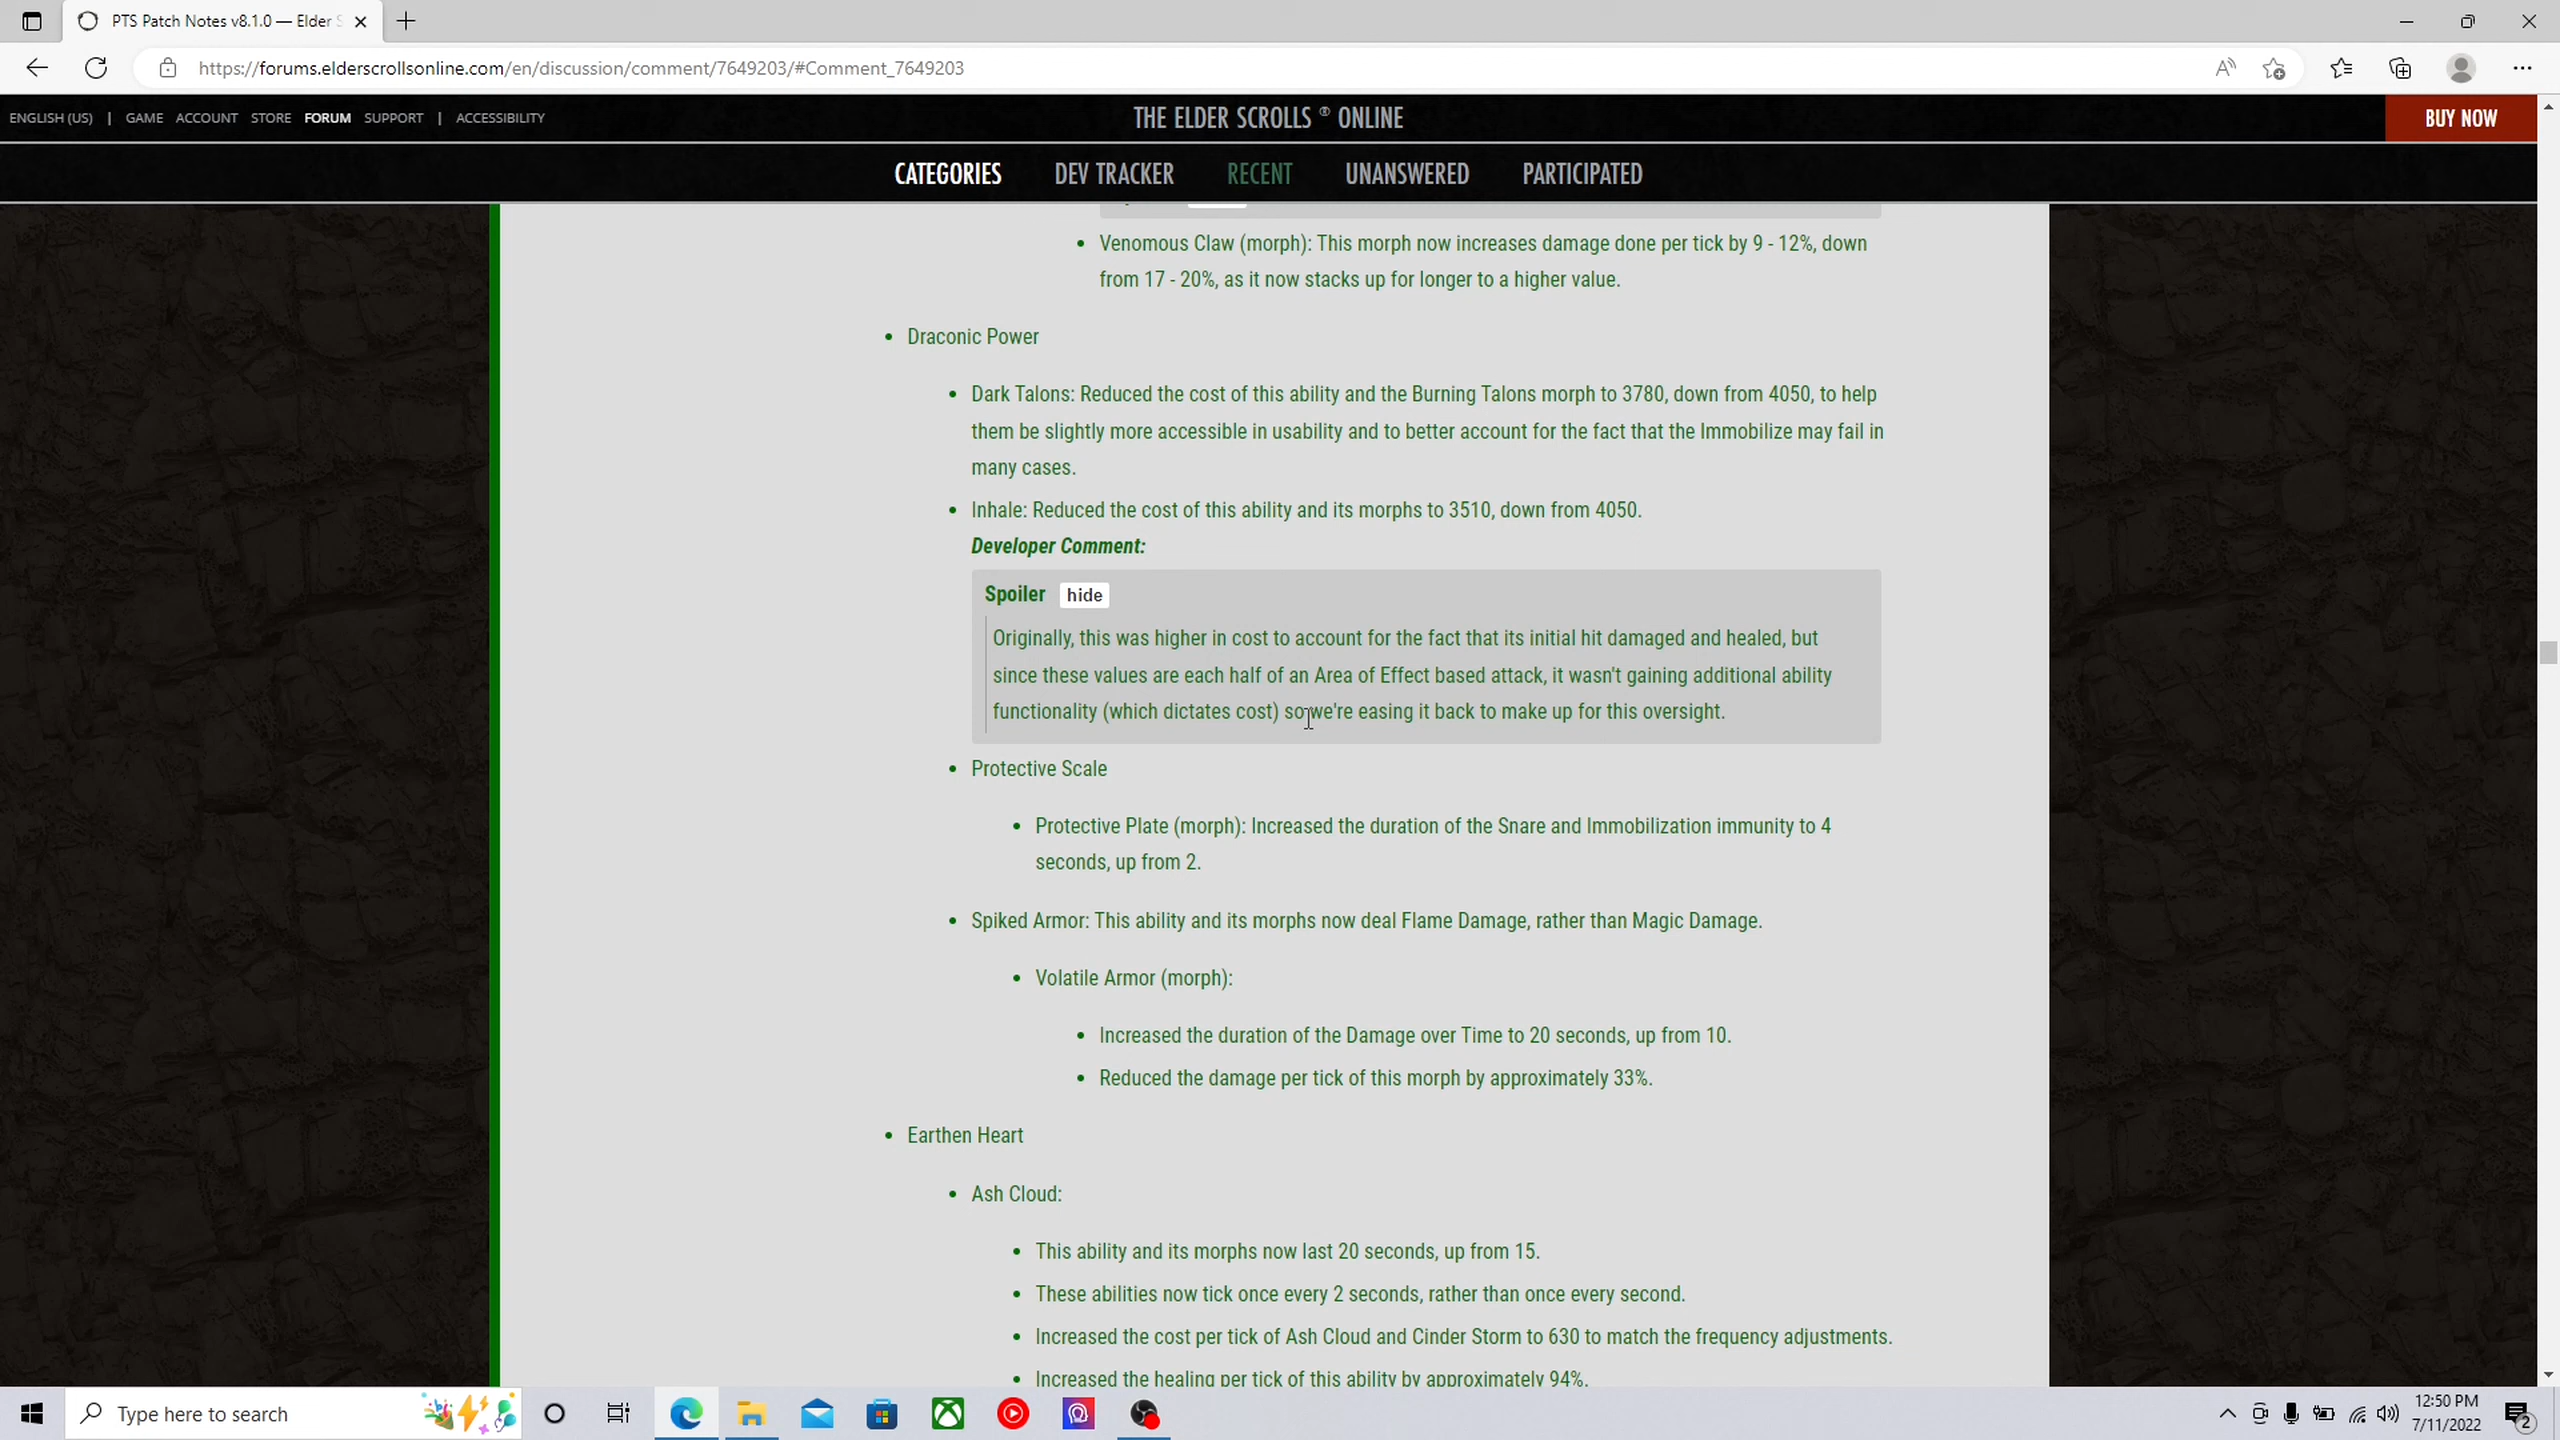 PTS Patch Notes v8.1.0 — Elder S
https://forums.elderscrollsonline.com/en/discussion/comment/7649203/#Comment_7649203
ENGLISH (US) | GAME ACCOUNT STORE FORUM SUPPORT | ACCESSIBILITY
THE ELDER SCROLLS ® ONLINE
BUY NOW
CATEGORIES DEV TRACKER RECENT UNANSWERED PARTICIPATED
• Venomous Claw (morph): This morph now increases damage done per tick by 9 - 12%, down
from 17 - 20%, as it now stacks up for longer to a higher value.
• Draconic Power
• Dark Talons: Reduced the cost of this ability and the Burning Talons morph to 3780, down from 4050, to help
them be slightly more accessible in usability and to better account for the fact that the Immobilize may fail in
many cases.
• Inhale: Reduced the cost of this ability and its morphs to 3510, down from 4050.
Developer Comment:
Spoiler hide
Originally, this was higher in cost to account for the fact that its initial hit damaged and healed, but
since these values are each half of an Area of Effect based attack, it wasn't gaining additional ability
functionality (which dictates cost) so we're easing it back to make up for this oversight.
• Protective Scale
• Protective Plate (morph): Increased the duration of the Snare and Immobilization immunity to 4
seconds, up from 2.
• Spiked Armor: This ability and its morphs now deal Flame Damage, rather than Magic Damage.
• Volatile Armor (morph):
• Increased the duration of the Damage over Time to 20 seconds, up from 10.
• Reduced the damage per tick of this morph by approximately 33%.
• Earthen Heart
• Ash Cloud:
• This ability and its morphs now last 20 seconds, up from 15.
• These abilities now tick once every 2 seconds, rather than once every second.
• Increased the cost per tick of Ash Cloud and Cinder Storm to 630 to match the frequency adjustments.
• Increased the healing per tick of this ability by approximately 94%.
Type here to search
12:50 PM
7/11/2022
2